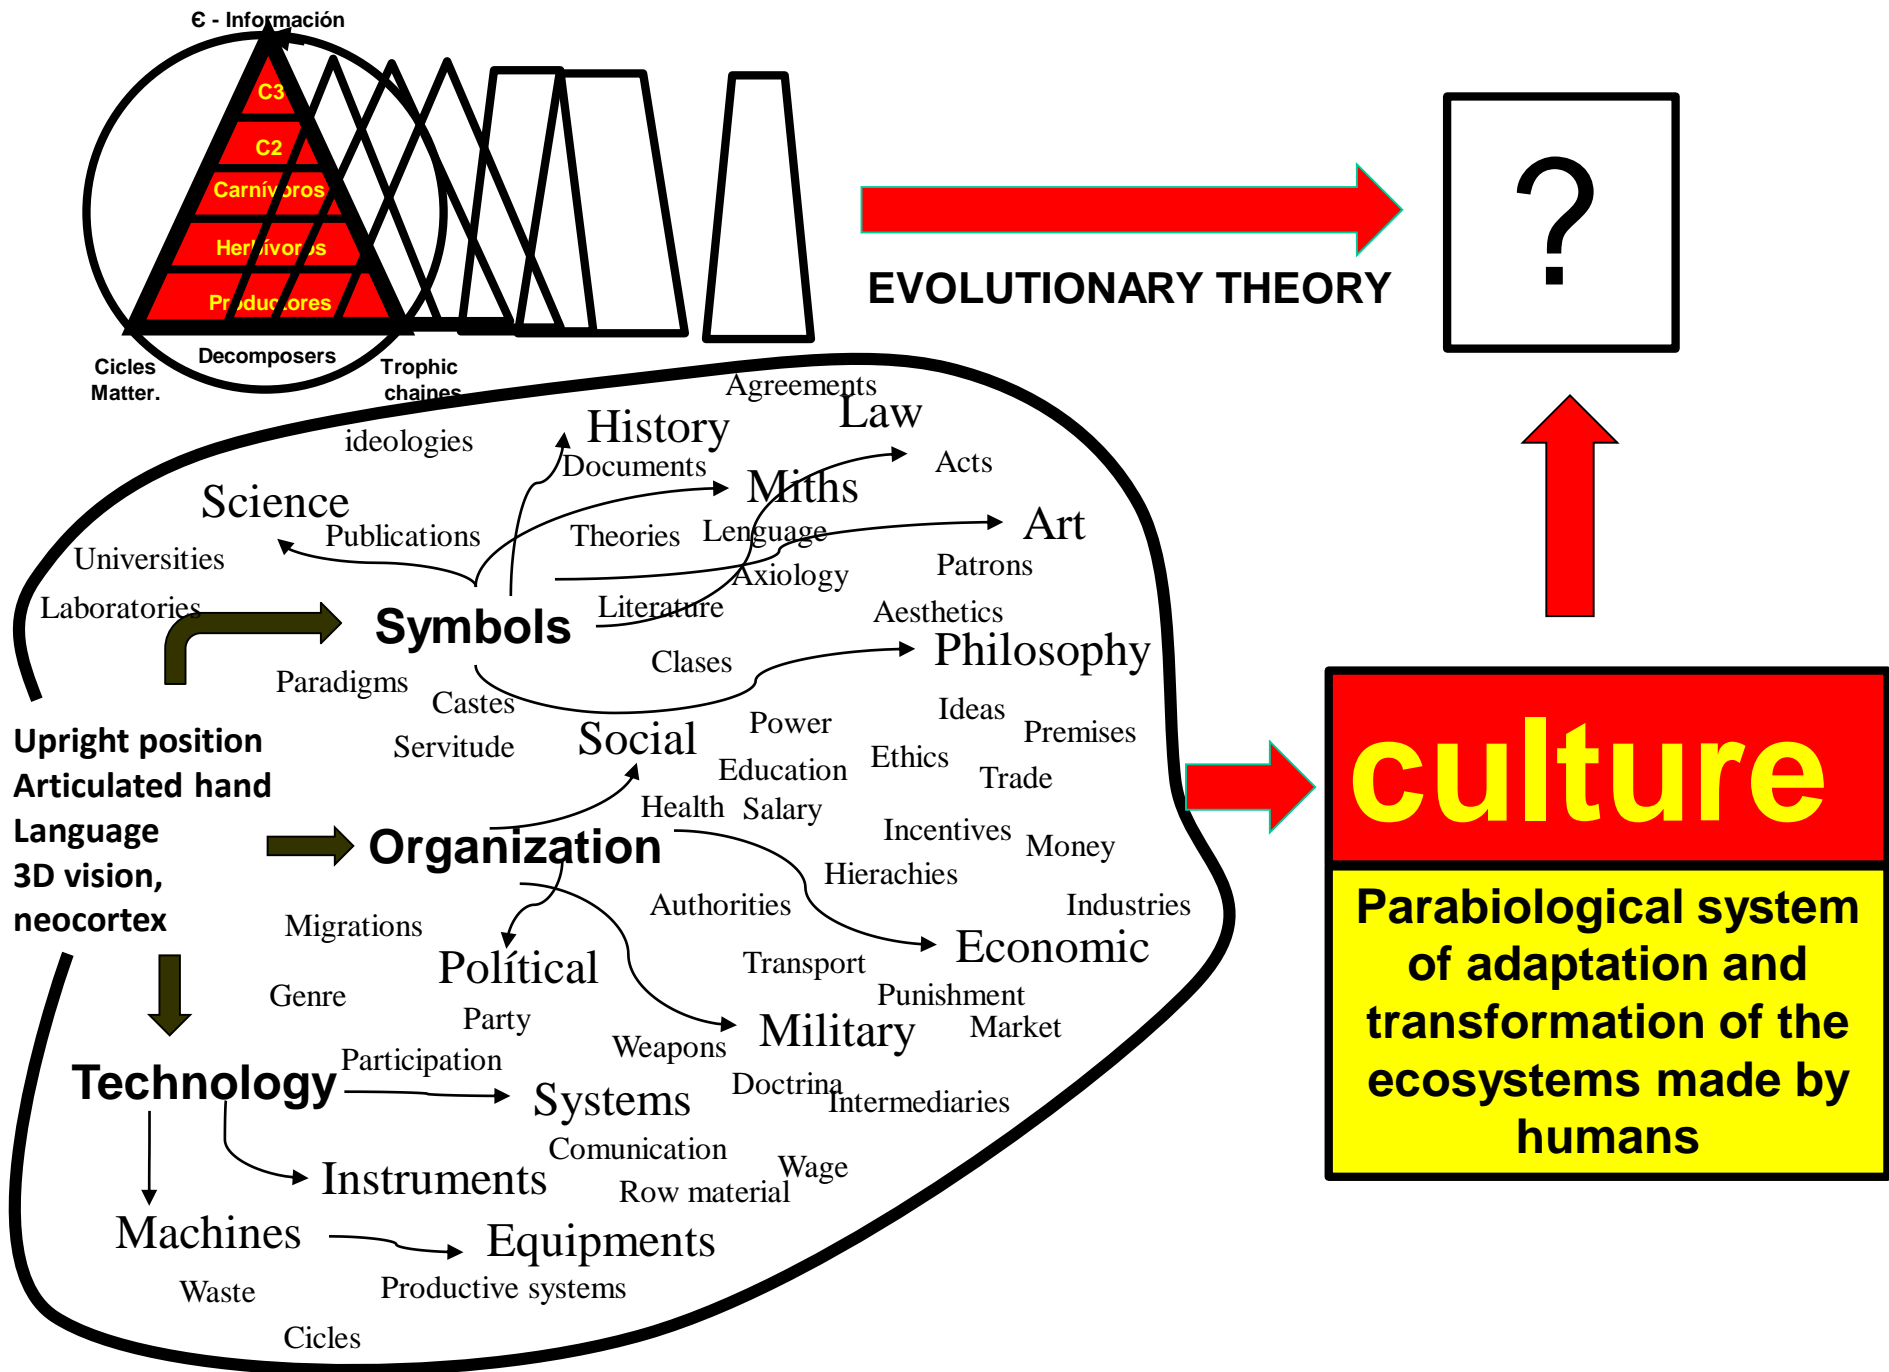 Є - Información
C3
C2
Carnívoros
Herbívoros
Productores
Decomposers
Cicles
Matter.
Trophic
chaines
EVOLUTIONARY THEORY
?
Agreements
Law
History
ideologies
Documents
Acts
Miths
Science
Publications
Theories
Lenguage
Art
Universities
Axiology
Patrons
Laboratories
Literature
Aesthetics
Symbols
Philosophy
Clases
Paradigms
Castes
Ideas
Power
Premises
Servitude
Social
Ethics
Education
Trade
Upright position
Articulated hand
Language
3D vision,
neocortex
Health
Salary
Incentives
Money
Organization
Hierachies
Authorities
Industries
Migrations
Economic
Polítical
Transport
Genre
Punishment
Party
Market
Military
Weapons
Participation
Technology
Doctrina
Systems
Intermediaries
Comunication
Wage
Instruments
Row material
Machines
Equipments
Waste
Productive systems
Cicles
culture
Parabiological system
of adaptation and
transformation of the
ecosystems made by
humans